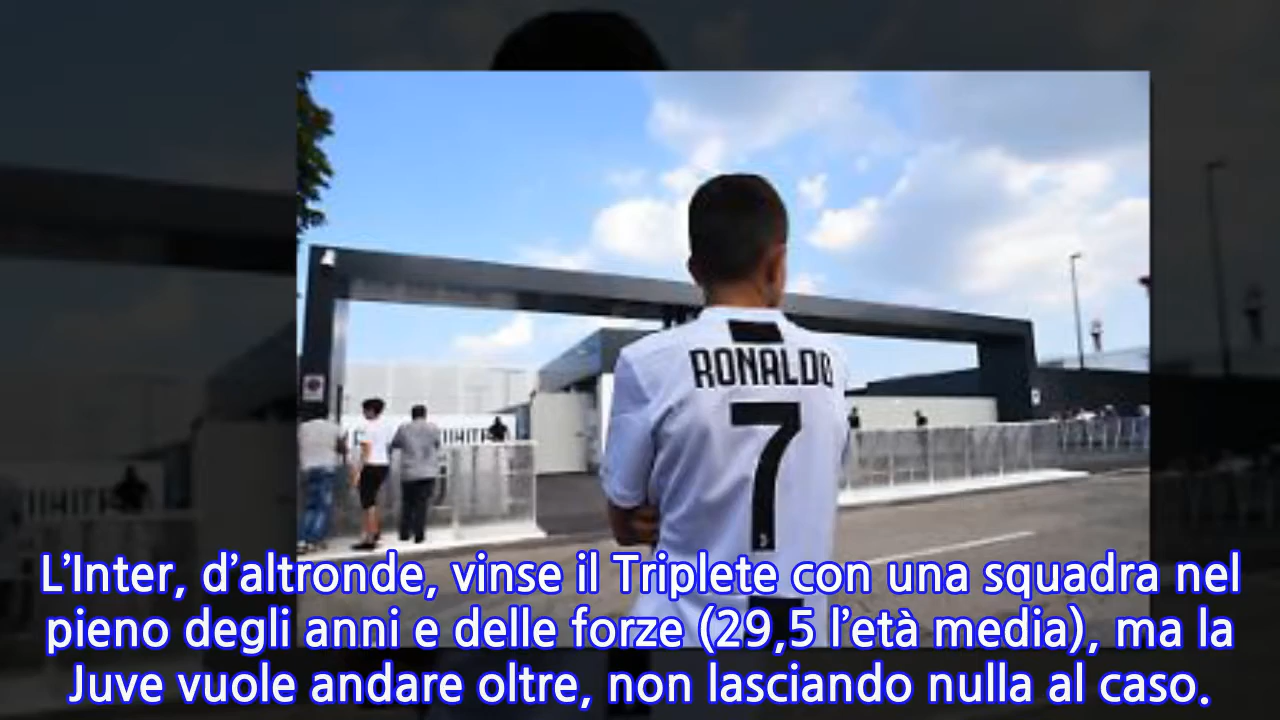 RONALDO
7
L'Inter, d'altronde, vinse il Triplete con una squadra nel
pieno degli anni e delle forze (29,5 l'età media), ma la
Juve vuole andare oltre, non lasciando nulla al caso.